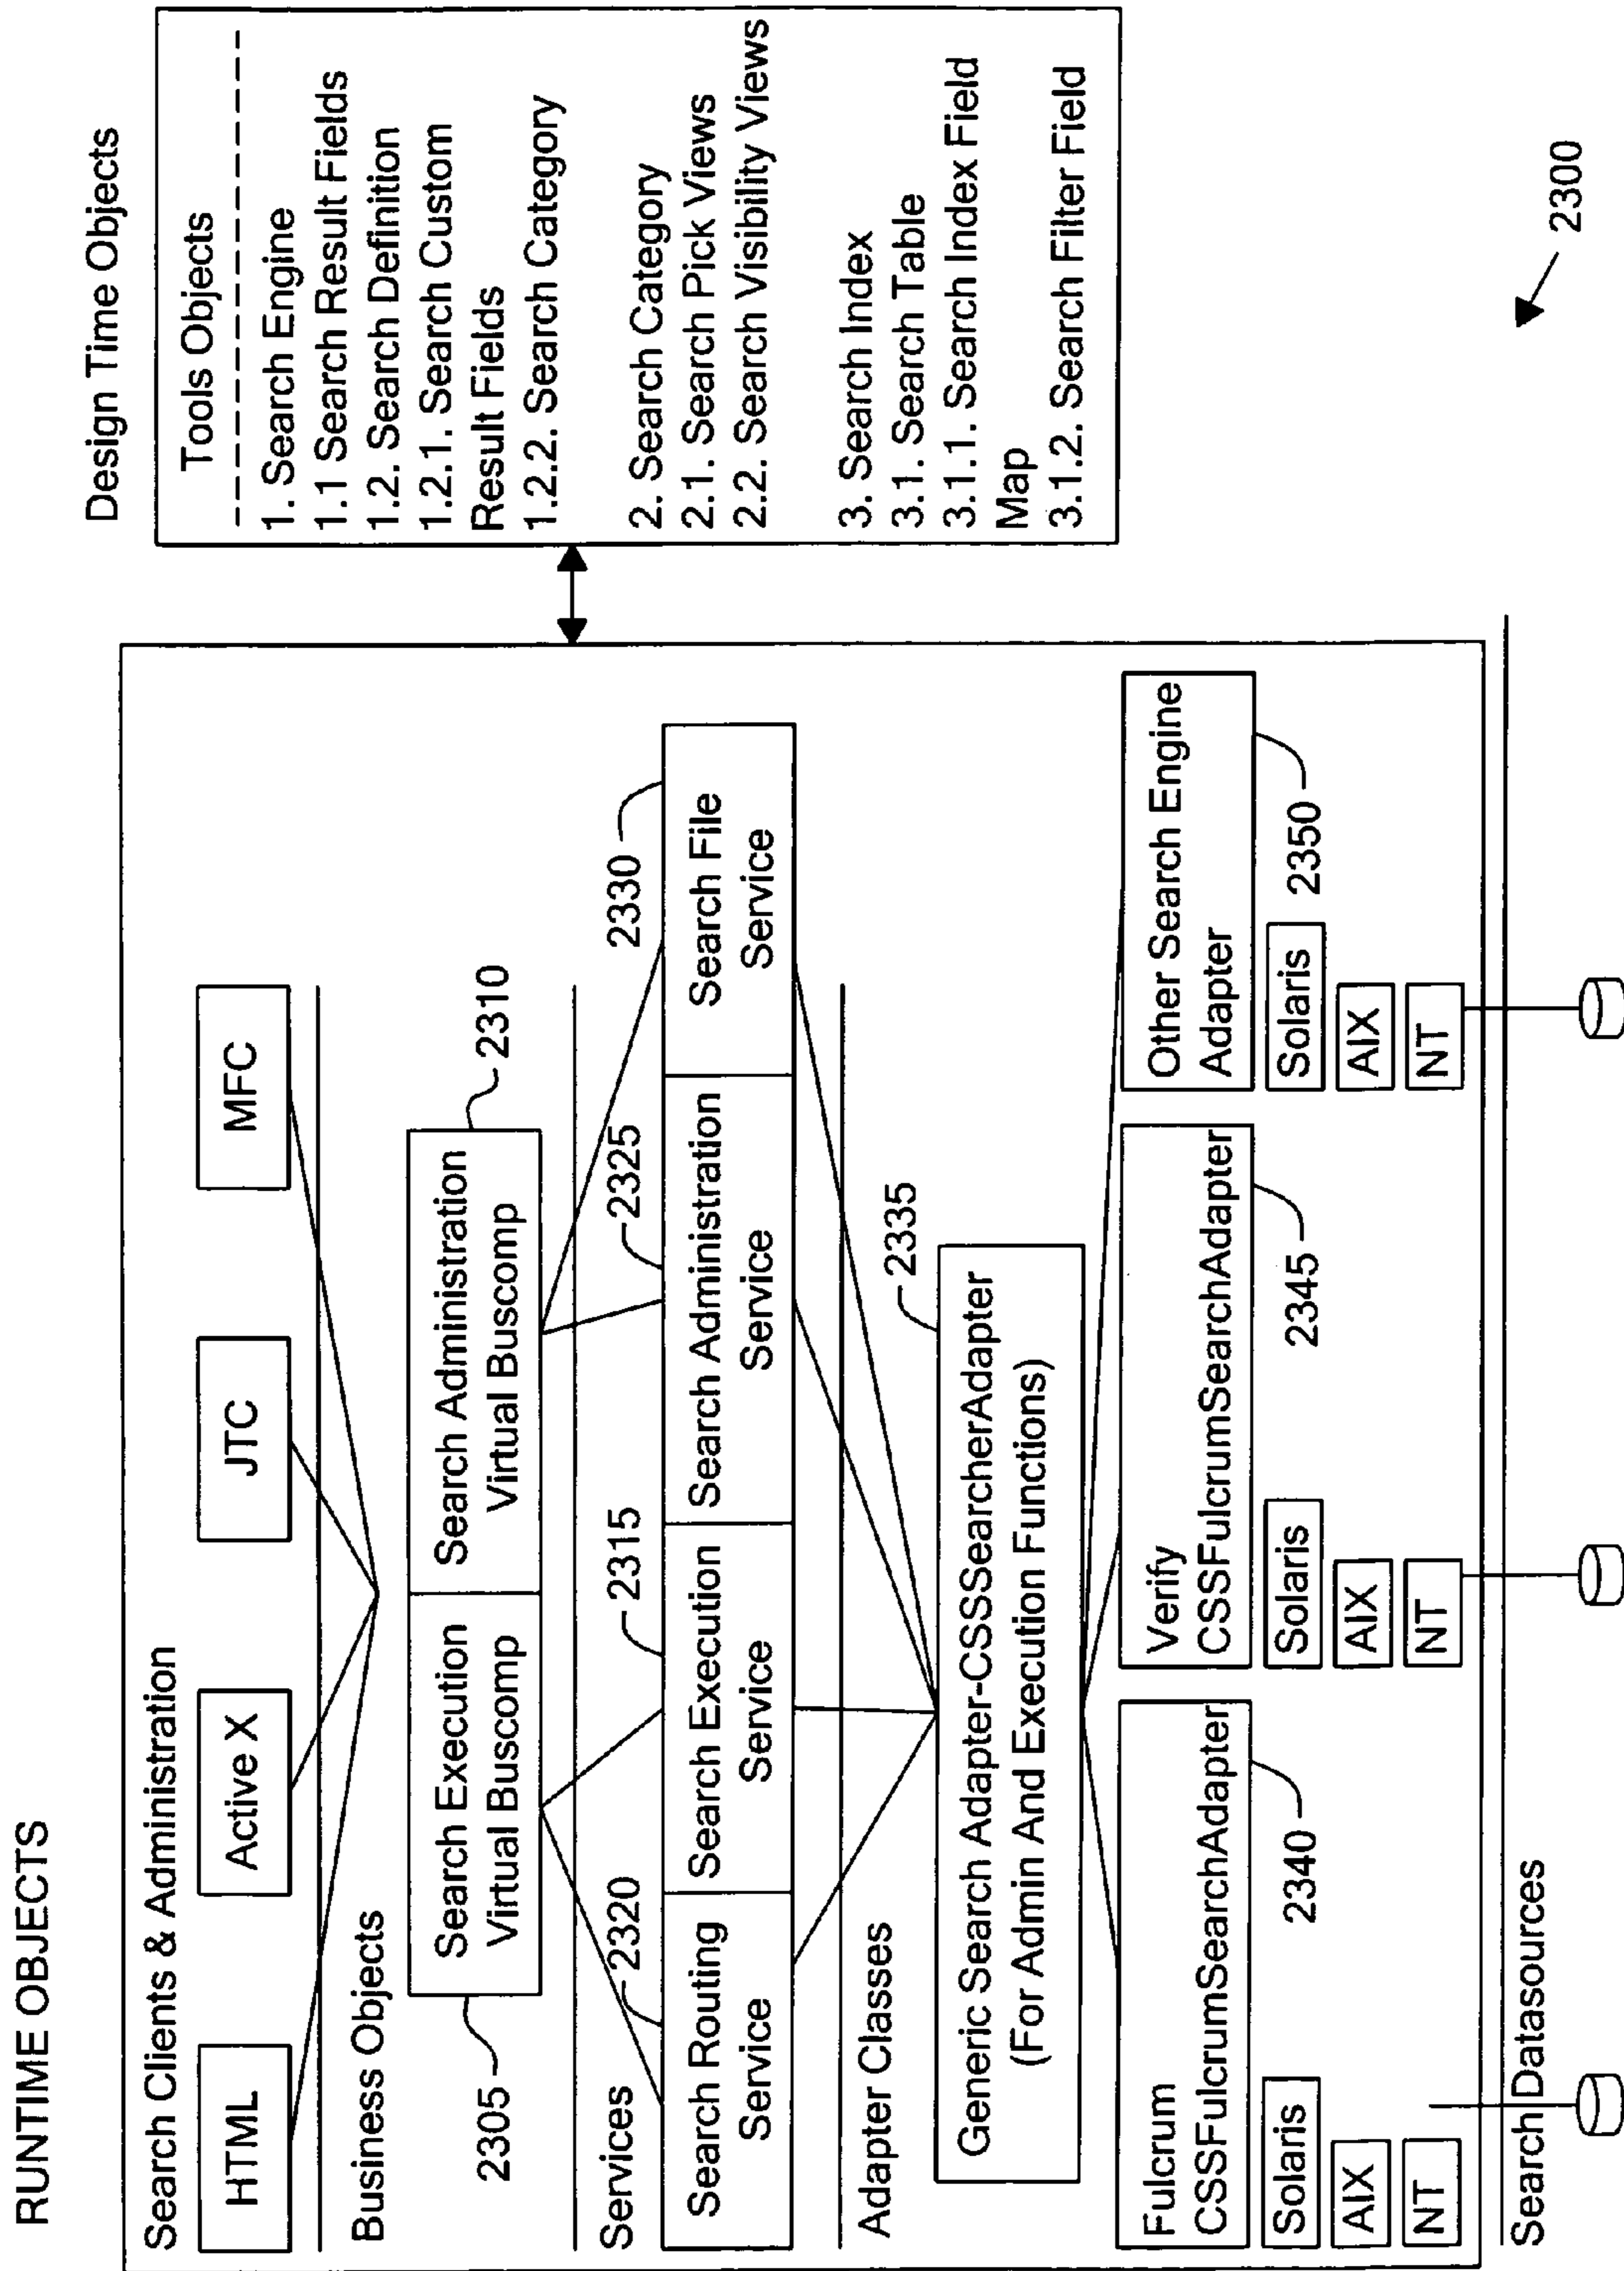 RUNTIME OBJECTS
Search Clients & Administration
HTML
Active X
JTC
MFC
Business Objects
2305
Search Execution
Virtual Buscomp
Search Administration
Virtual Buscomp
2310
Services
2320
2315
2325
2330
Search Routing
Service
Search Execution
Service
Search Administration
Service
Search File
Service
Adapter Classes
2335
Generic Search Adapter-CSSSearcherAdapter
(For Admin And Execution Functions)
Fulcrum
CSSFulcrumSearchAdapter
Solaris
AIX
NT
2340
Verify
CSSFulcrumSearchAdapter
Solaris
AIX
NT
2345
Other Search Engine
Adapter
Solaris
AIX
NT
2350
Search Datasources
Design Time Objects
Tools Objects
1. Search Engine
1.1 Search Result Fields
1.2. Search Definition
1.2.1. Search Custom
Result Fields
1.2.2. Search Category
2. Search Category
2.1. Search Pick Views
2.2. Search Visibility Views
3. Search Index
3.1. Search Table
3.1.1. Search Index Field
Map
3.1.2. Search Filter Field
2300